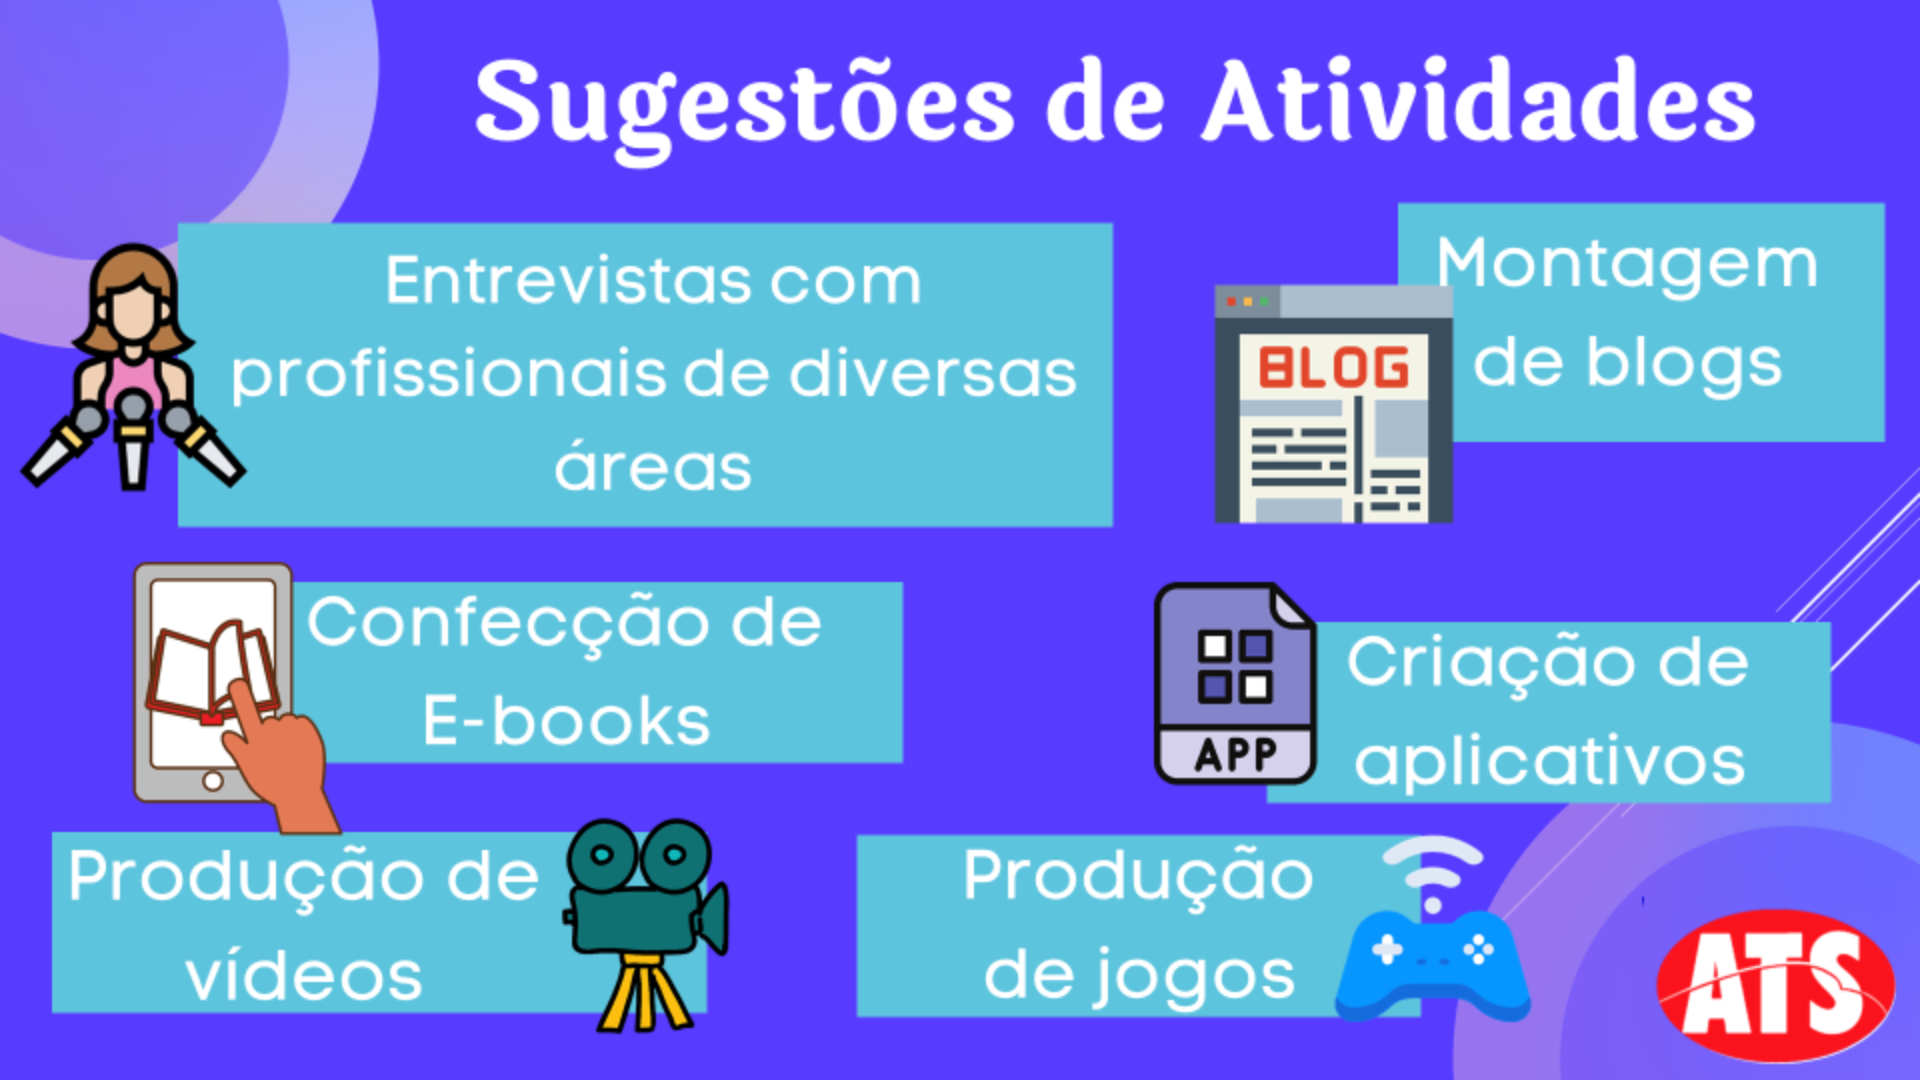 Sugestões de Atividades
Entrevistas com
profissionais de diversas
áreas
Montagem
de blogs
BLOG
Confecção de
E-books
APP
Criação de
aplicativos
Produção de
vídeos
Produção
de jogos
ATS